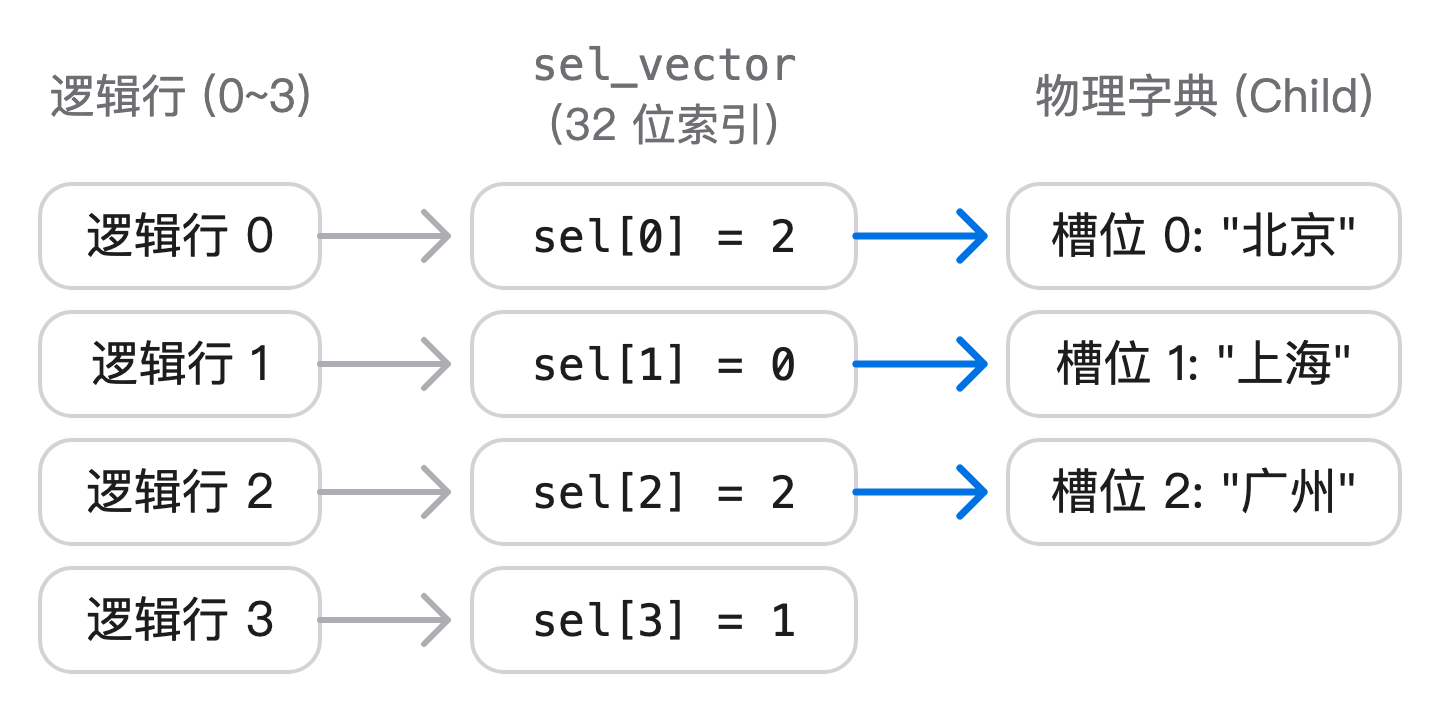 逻辑行 (0~3)
sel_vector
(32 位索引)
物理字典 (Child)
逻辑行 0
sel[0] = 2
槽位 0: "北京"
逻辑行 1
sel[1] = 0
槽位 1: "上海"
逻辑行 2
sel[2] = 2
槽位 2: "广州"
逻辑行 3
sel[3] = 1